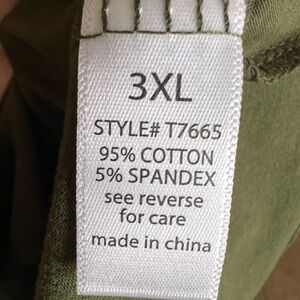 3XL
STYLE# T7665
95% COTTON
5% SPANDEX
see reverse
for care
made in china